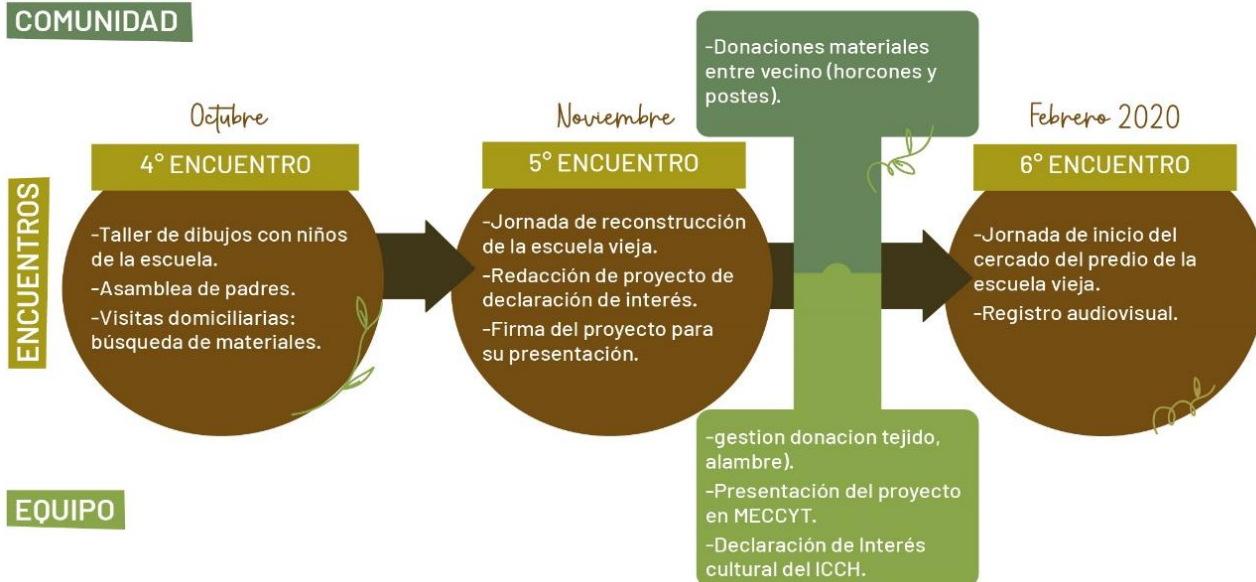 COMUNIDAD
-Donaciones materiales
entre vecino (horcones y
postes).
ENCUENTROS
Octubre
4° ENCUENTRO
-Taller de dibujos con niños
de la escuela.
-Asamblea de padres.
-Visitas domiciliarias:
búsqueda de materiales.
Noviembre
5° ENCUENTRO
-Jornada de reconstrucción
de la escuela vieja.
-Redacción de proyecto de
declaración de interés.
-Firma del proyecto para
su presentación.
Febrero 2020
6° ENCUENTRO
-Jornada de inicio del
cercado del predio de la
escuela vieja.
-Registro audiovisual.
EQUIPO
-gestion donacion tejido,
alambre).
-Presentación del proyecto
en MECCYT.
-Declaración de Interés
cultural del ICCH.